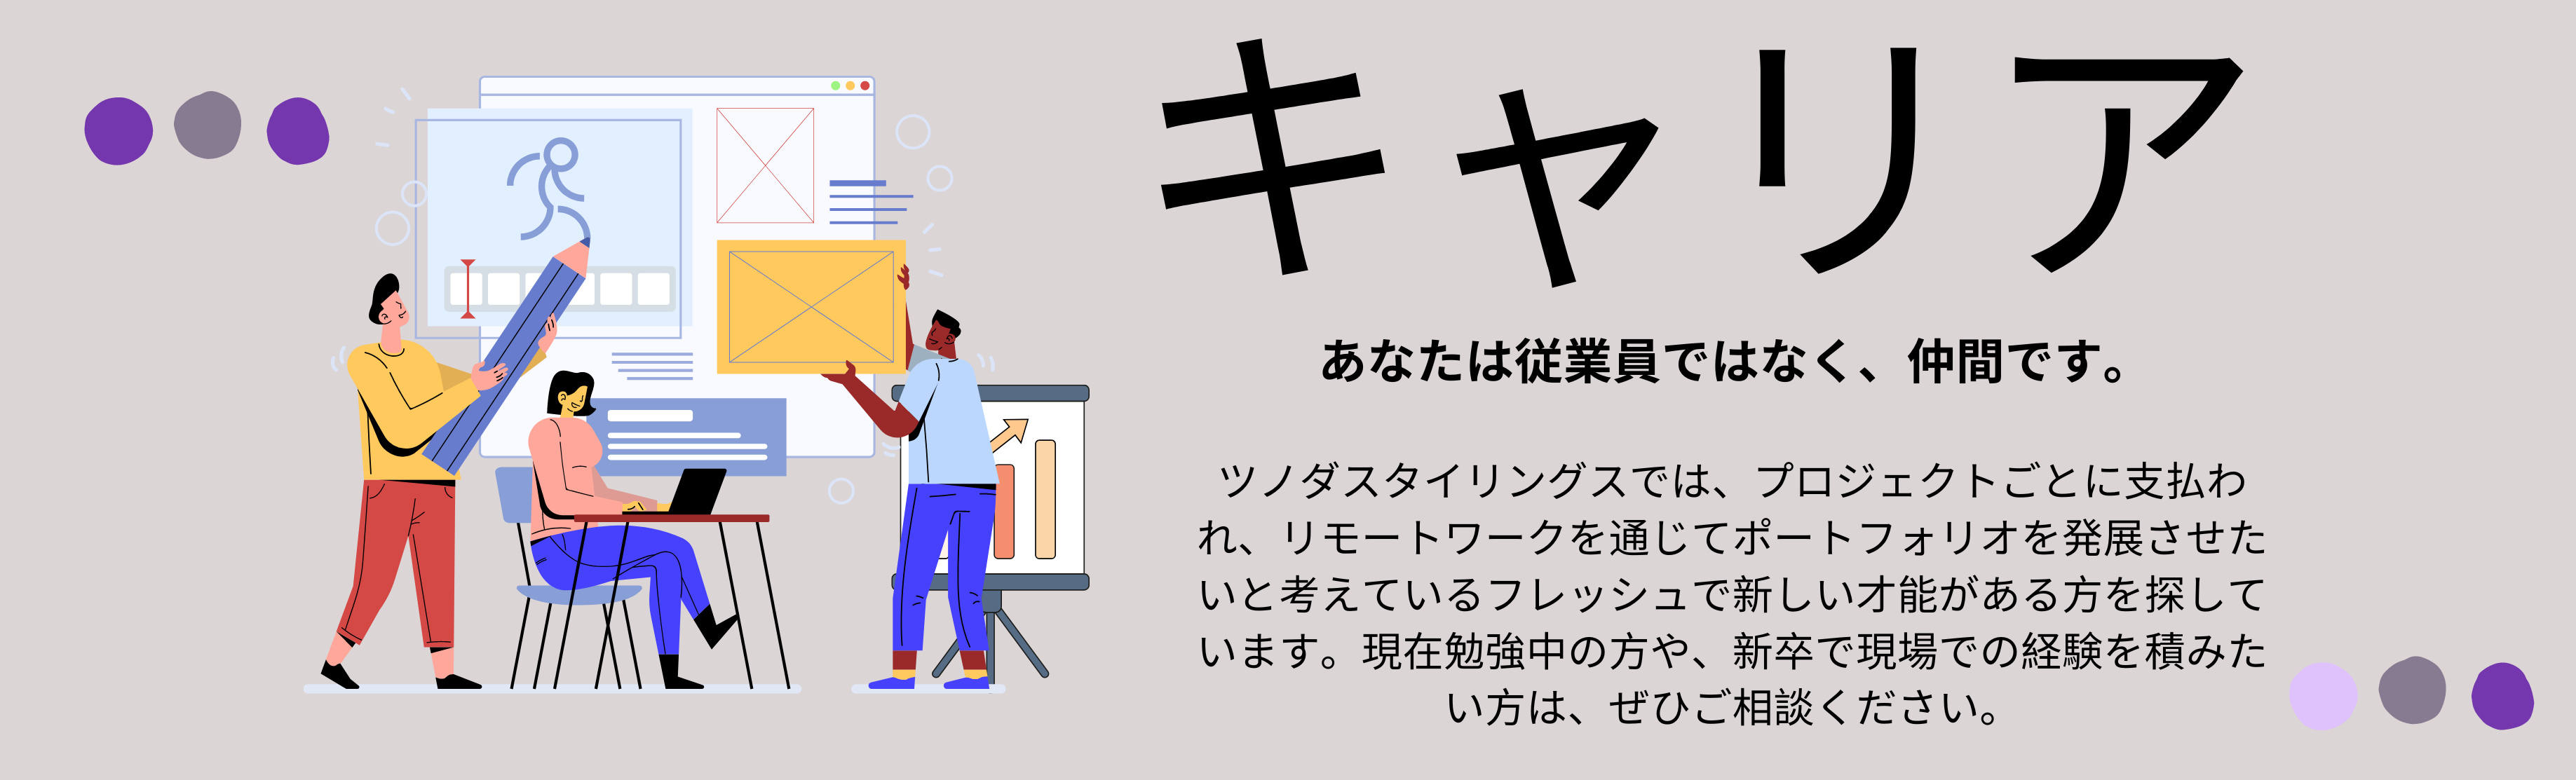 キャリア
あなたは従業員ではなく、仲間です。
ツノダスタイリングスでは、プロジェクトごとに支払わ
れ、リモートワークを通じてポートフォリオを発展させた
いと考えているフレッシュで新しい才能がある方を探して
います。現在勉強中の方や、新卒で現場での経験を積みた
い方は、ぜひご相談ください。